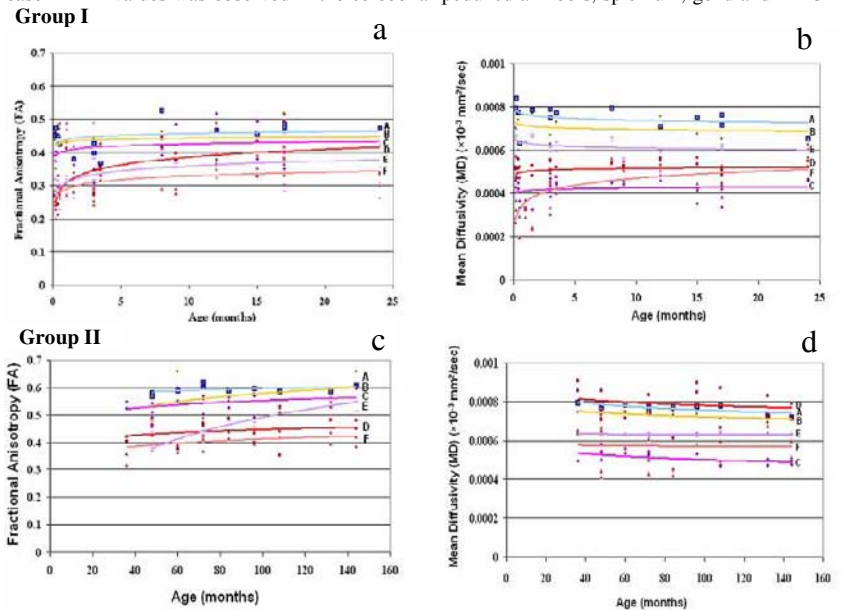 Group I
a
Fractional Anisotropy (FA)
0.7
0.6
0.5
0.4
0.3
0.2
0.1
0
0 5 10 15 20 25
Age (months)
A
C
D
E
F
b
Mean Diffusivity (MD) (×10⁻³ mm²/sec)
0.001
0.0008
0.0006
0.0004
0.0002
0
0 5 10 15 20 25
Age (months)
A
B
E
D
F
C
Group II
c
Fractional Anisotropy (FA)
0.7
0.6
0.5
0.4
0.3
0.2
0.1
0
0 20 40 60 80 100 120 140 160
Age (months)
A
B
C
E
D
F
d
Mean Diffusivity (MD) (×10⁻³ mm²/sec)
0.001
0.0008
0.0006
0.0004
0.0002
0
0 20 40 60 80 100 120 140 160
Age (months)
D
A
B
E
F
C